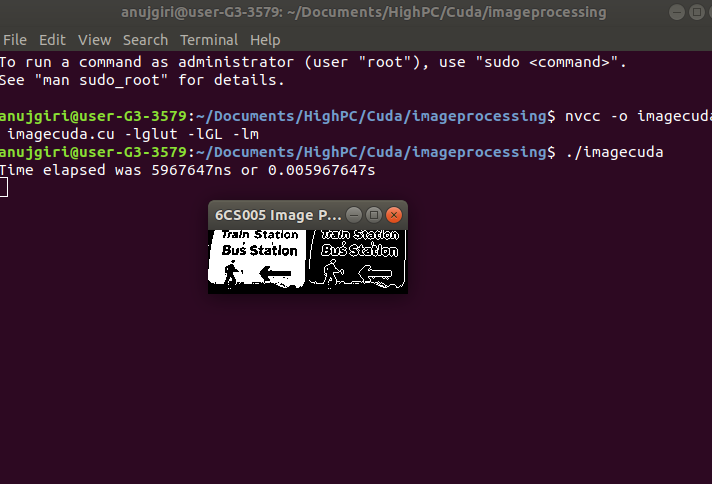 anujgiri@user-G3-3579: ~/Documents/HighPC/Cuda/imageprocessing
File Edit View Search Terminal Help
To run a command as administrator (user "root"), use "sudo <command>".
See "man sudo_root" for details.
anujgiri@user-G3-3579:~/Documents/HighPC/Cuda/imageprocessing$ nvcc -o imagecuda
imagecuda.cu -lglut -lGL -lm
anujgiri@user-G3-3579:~/Documents/HighPC/Cuda/imageprocessing$ ./imagecuda
Time elapsed was 5967647ns or 0.005967647s
6CS005 Image P...
Train Station
Bus Station
Train Station
Bus Station